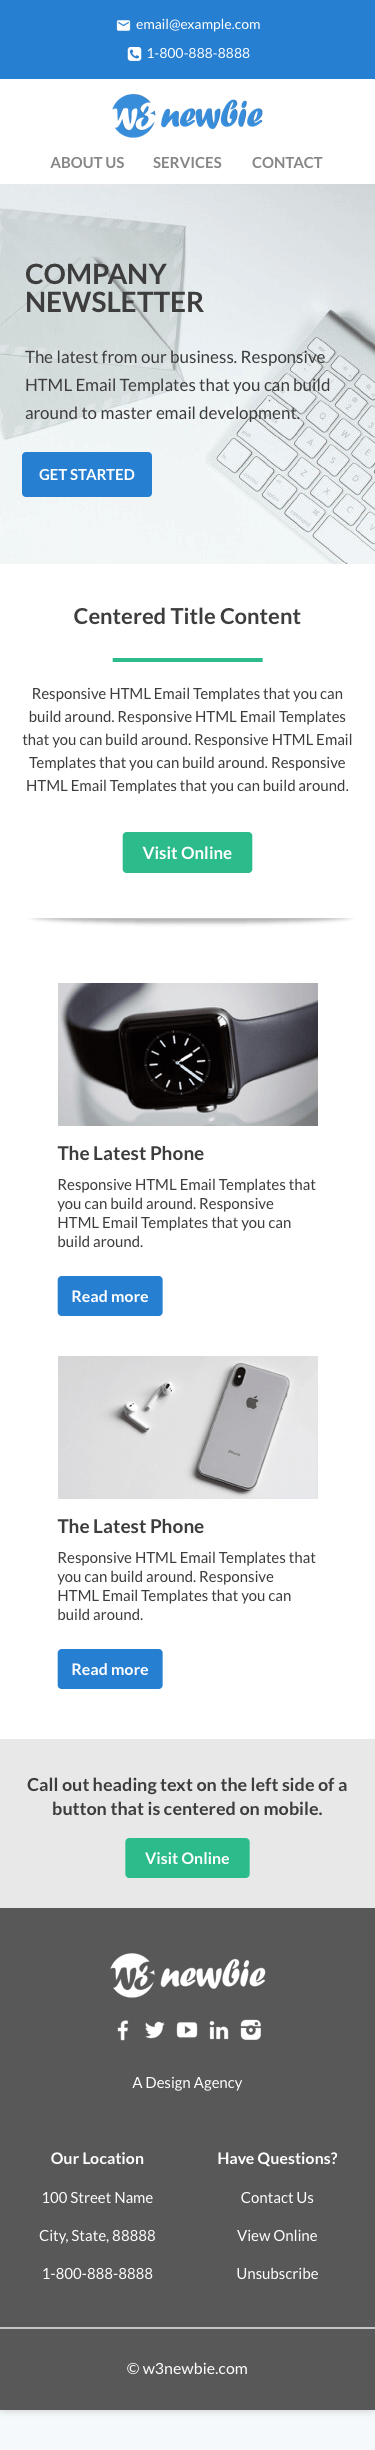 email@example.com
1-800-888-8888
w3 newbie
ABOUT US SERVICES CONTACT
COMPANY
NEWSLETTER
The latest from our business. Responsive
HTML Email Templates that you can build
around to master email development.
GET STARTED
Centered Title Content
Responsive HTML Email Templates that you can
build around. Responsive HTML Email Templates
that you can build around. Responsive HTML Email
Templates that you can build around. Responsive
HTML Email Templates that you can build around.
Visit Online
The Latest Phone
Responsive HTML Email Templates that
you can build around. Responsive
HTML Email Templates that you can
build around.
Read more
iPhone
The Latest Phone
Responsive HTML Email Templates that
you can build around. Responsive
HTML Email Templates that you can
build around.
Read more
Call out heading text on the left side of a
button that is centered on mobile.
Visit Online
w3 newbie
A Design Agency
Our Location
100 Street Name
City, State, 88888
1-800-888-8888
Have Questions?
Contact Us
View Online
Unsubscribe
© w3newbie.com